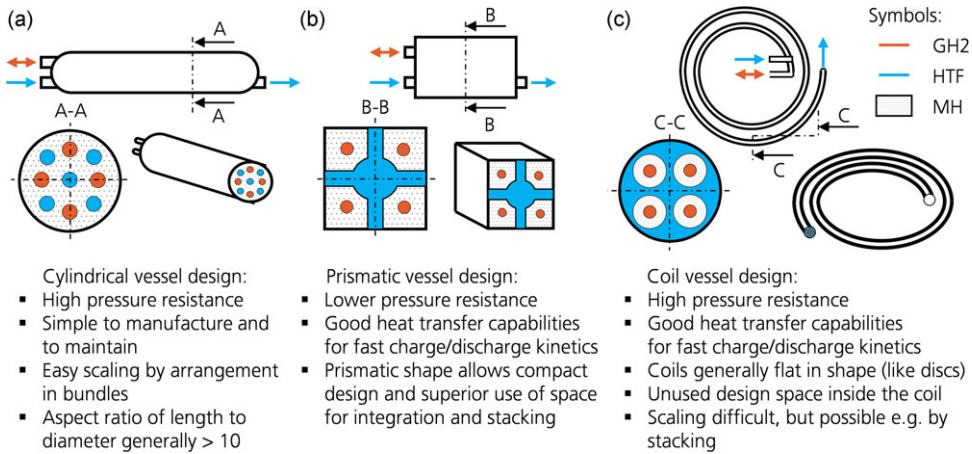 (a)
A
A
A-A
Cylindrical vessel design:
▪ High pressure resistance
▪ Simple to manufacture and
to maintain
▪ Easy scaling by arrangement
in bundles
▪ Aspect ratio of length to
diameter generally > 10
(b)
B
B
B-B
Prismatic vessel design:
▪ Lower pressure resistance
▪ Good heat transfer capabilities
for fast charge/discharge kinetics
▪ Prismatic shape allows compact
design and superior use of space
for integration and stacking
(c)
C
C
C-C
Coil vessel design:
▪ High pressure resistance
▪ Good heat transfer capabilities
for fast charge/discharge kinetics
▪ Coils generally flat in shape (like discs)
▪ Unused design space inside the coil
▪ Scaling difficult, but possible e.g. by
stacking
Symbols:
GH2
HTF
MH